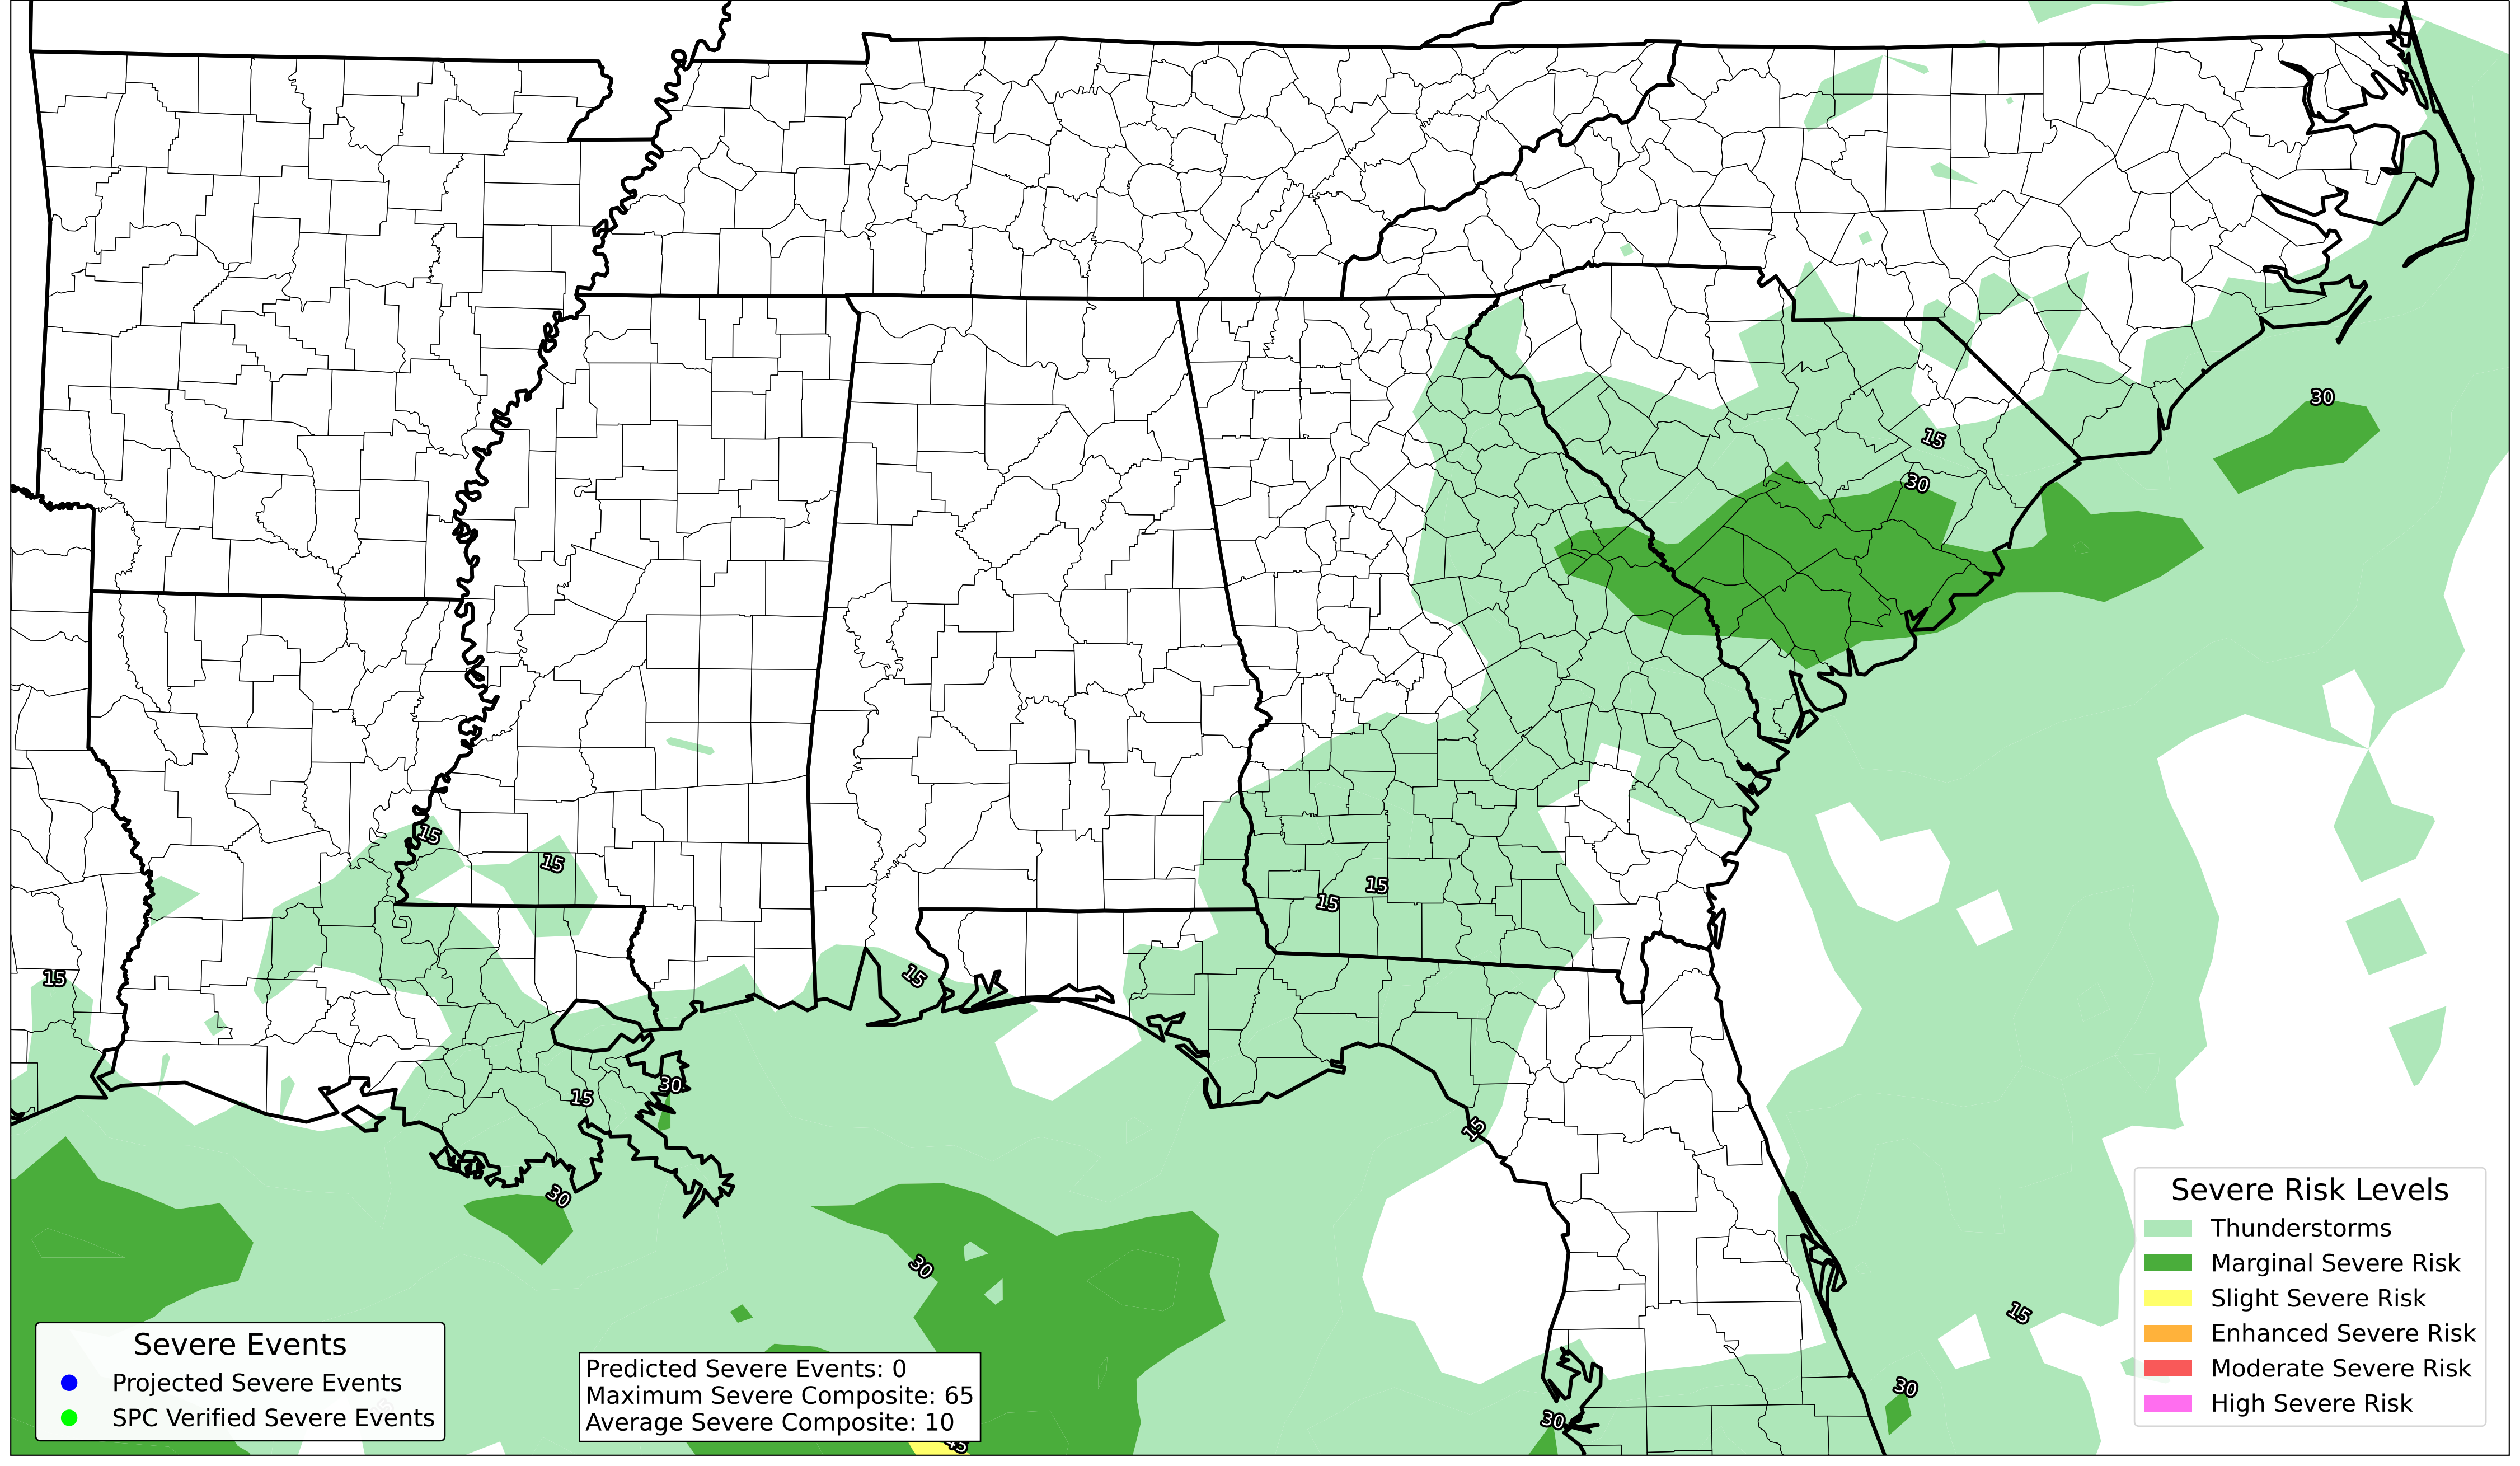 30
15
30
15
15
15
15
15
15
30
15
15
30
30
15
30
30
45
Severe Risk Levels
Thunderstorms
Marginal Severe Risk
Slight Severe Risk
Enhanced Severe Risk
Moderate Severe Risk
High Severe Risk
Severe Events
Projected Severe Events
SPC Verified Severe Events
Predicted Severe Events: 0
Maximum Severe Composite: 65
Average Severe Composite: 10